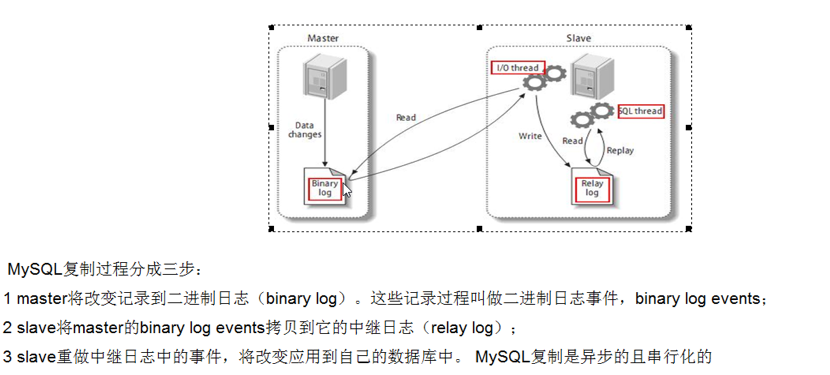 Master
Slave
I/O thread
SQL thread
Read
Data
changes
Write
Read
Replay
Binary
log
Relay
log
MySQL复制过程分成三步：
1 master将改变记录到二进制日志（binary log）。这些记录过程叫做二进制日志事件，binary log events；
2 slave将master的binary log events拷贝到它的中继日志（relay log）；
3 slave重做中继日志中的事件，将改变应用到自己的数据库中。 MySQL复制是异步的且串行化的